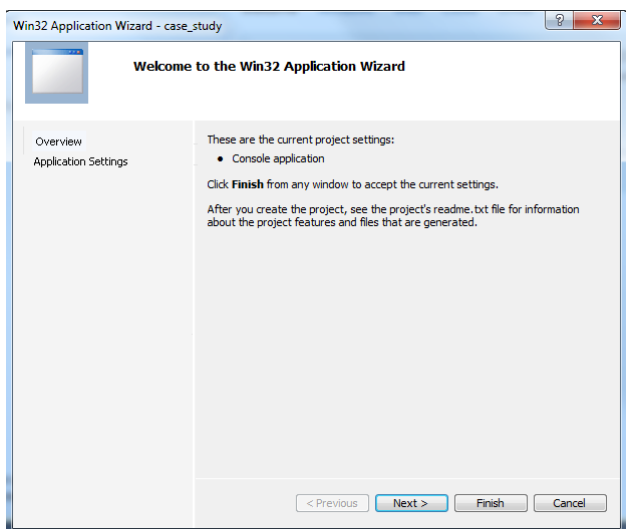 Win32 Application Wizard - case_study
Welcome to the Win32 Application Wizard
Overview
Application Settings
These are the current project settings:
• Console application
Click Finish from any window to accept the current settings.
After you create the project, see the project's readme.txt file for information
about the project features and files that are generated.
< Previous
Next >
Finish
Cancel